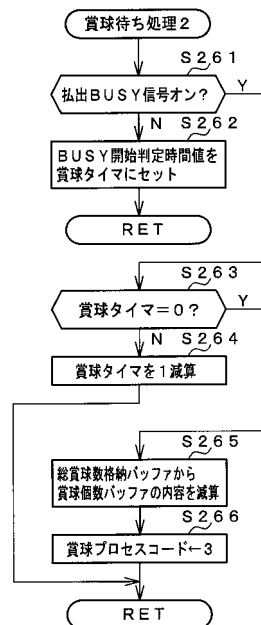 賞球待ち処理2
S261
払出BUSY信号オン?
Y
N
S262
BUSY開始判定時間値を
賞球タイマにセット
RET
S263
賞球タイマ=0?
Y
N
S264
賞球タイマを1減算
S265
総賞球数格納バッファから
賞球個数バッファの内容を減算
S266
賞球プロセスコード←3
RET